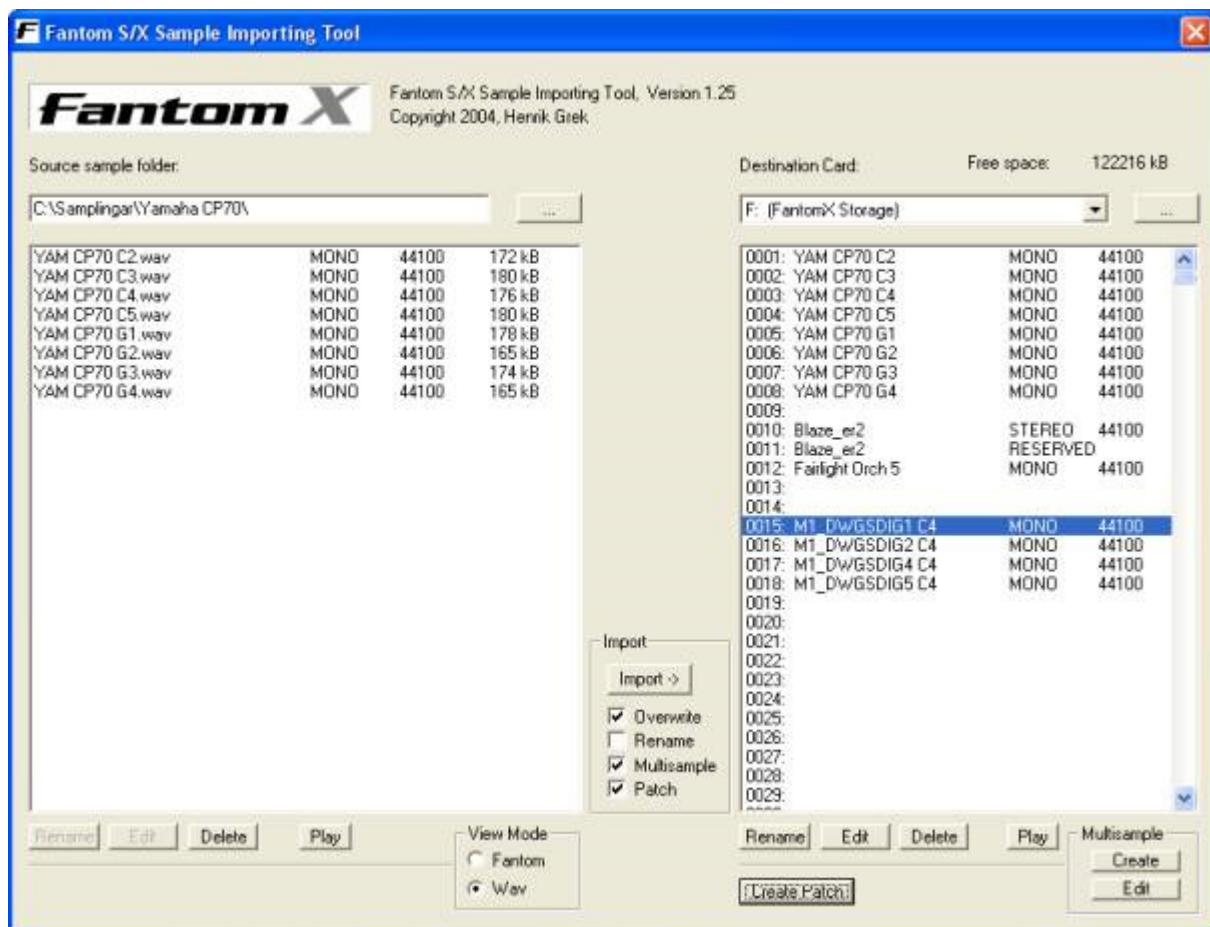 Fantom S/X Sample Importing Tool
Fantom X
Fantom S/X Sample Importing Tool, Version 1.25
Copyright 2004, Henrik Grek
Source sample folder:
C:\Samplingar\Yamaha CP70\
...
YAM CP70 C2.wav MONO 44100 172 kB
YAM CP70 C3.wav MONO 44100 180 kB
YAM CP70 C4.wav MONO 44100 176 kB
YAM CP70 C5.wav MONO 44100 180 kB
YAM CP70 G1.wav MONO 44100 178 kB
YAM CP70 G2.wav MONO 44100 165 kB
YAM CP70 G3.wav MONO 44100 174 kB
YAM CP70 G4.wav MONO 44100 165 kB
Rename Edit Delete Play
View Mode
Fantom
Wav
Import
Import ->
Overwrite
Rename
Multisample
Patch
Destination Card: Free space: 122216 kB
F: (FantomX Storage)
...
0001: YAM CP70 C2 MONO 44100
0002: YAM CP70 C3 MONO 44100
0003: YAM CP70 C4 MONO 44100
0004: YAM CP70 C5 MONO 44100
0005: YAM CP70 G1 MONO 44100
0006: YAM CP70 G2 MONO 44100
0007: YAM CP70 G3 MONO 44100
0008: YAM CP70 G4 MONO 44100
0009:
0010: Blaze_er2 STEREO 44100
0011: Blaze_er2 RESERVED
0012: Fairlight Orch 5 MONO 44100
0013:
0014:
0015: M1_DWGSDIG1 C4 MONO 44100
0016: M1_DWGSDIG2 C4 MONO 44100
0017: M1_DWGSDIG4 C4 MONO 44100
0018: M1_DWGSDIG5 C4 MONO 44100
0019:
0020:
0021:
0022:
0023:
0024:
0025:
0026:
0027:
0028:
0029:
Rename Edit Delete Play
Multisample
Create
Edit
Create Patch